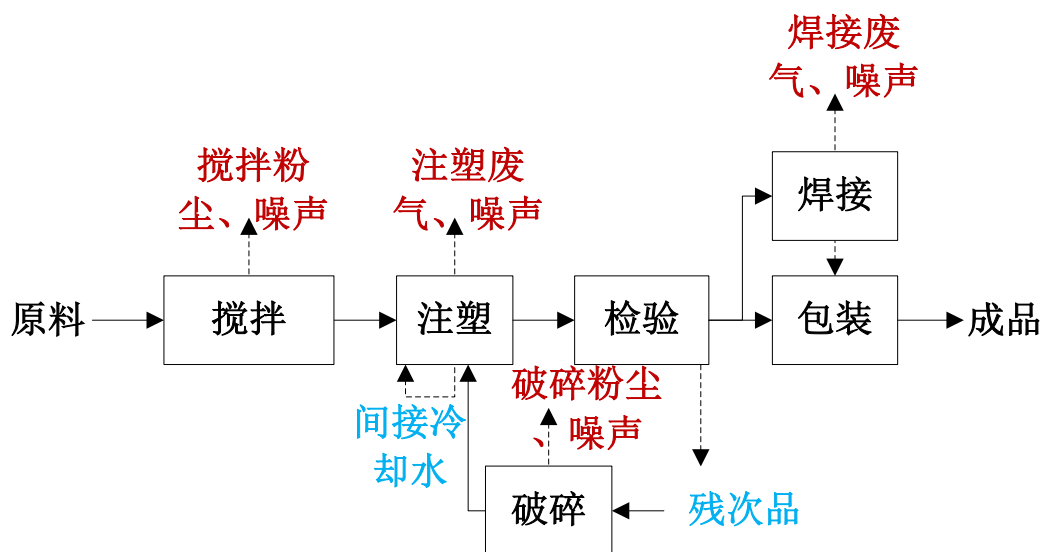 焊接废
气、噪声
搅拌粉
尘、噪声
注塑废
气、噪声
焊接
原料
搅拌
注塑
检验
包装
成品
破碎粉尘
、噪声
间接冷
却水
破碎
残次品